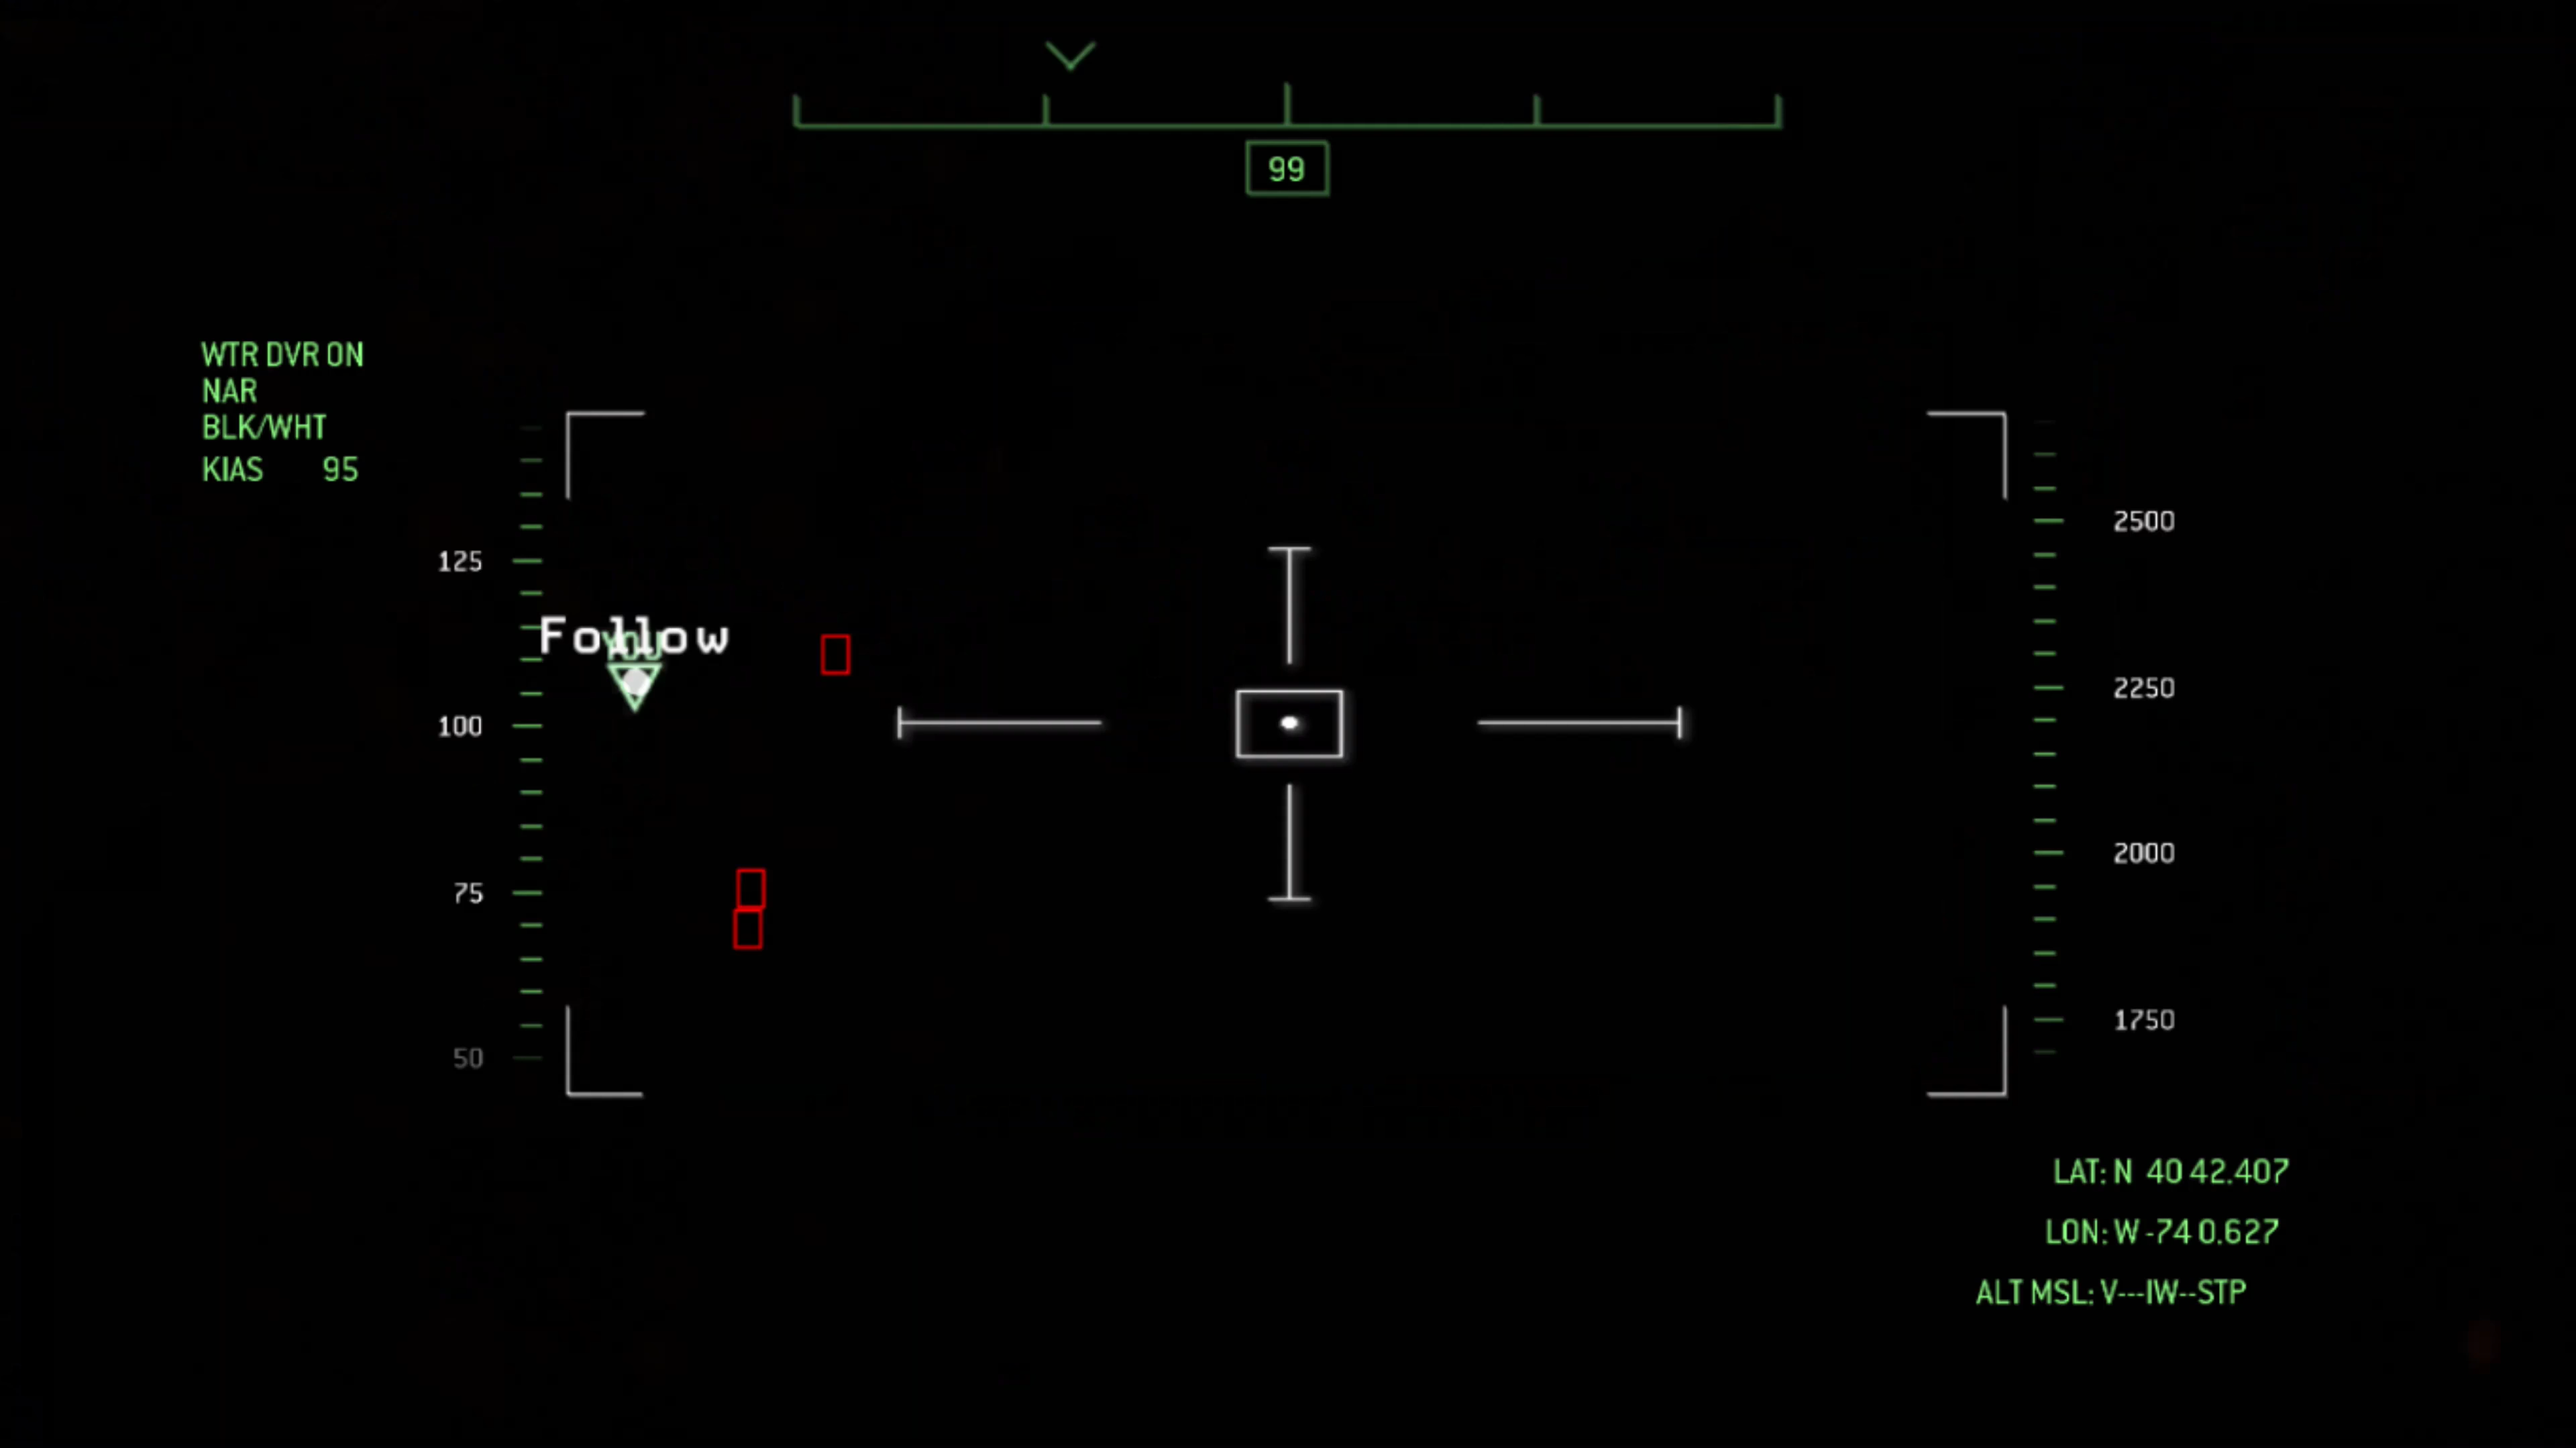 99
WTR DVR ON
NAR
BLK/WHT
KIAS 95
125
100
75
50
Follow
YOU
2500
2250
2000
1750
LAT: N 40 42.407
LON: W -74 0.627
ALT MSL: V---IW--STP